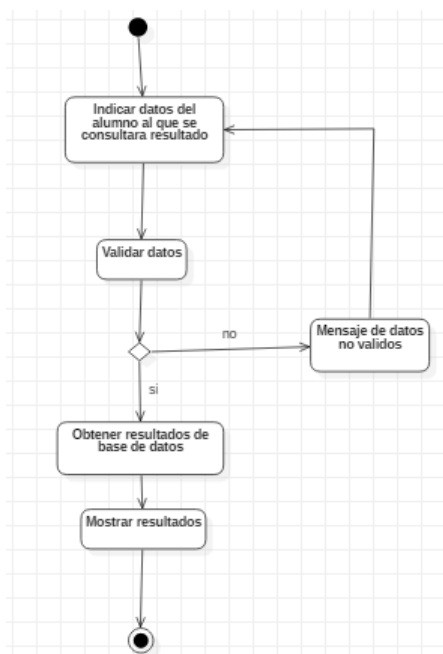 Indicar datos del
alumno al que se
consultara resultado
Validar datos
no
Mensaje de datos
no validos
si
Obtener resultados de
base de datos
Mostrar resultados